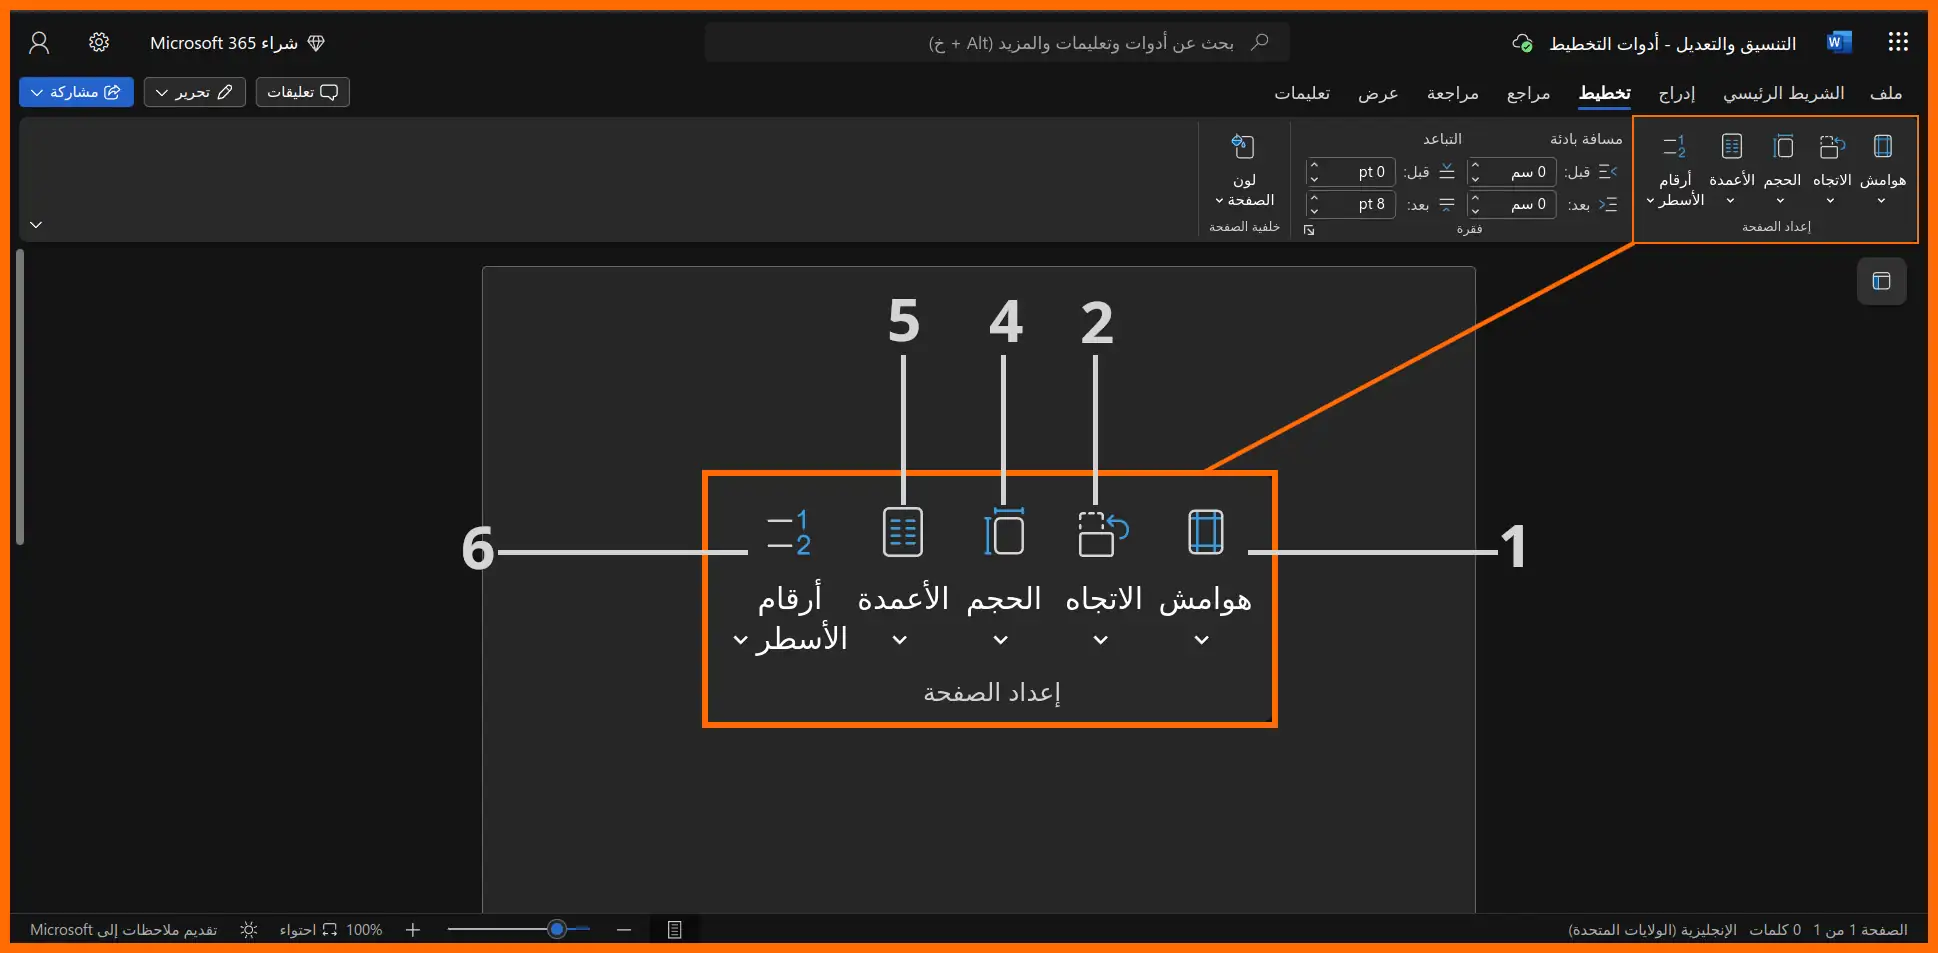 التنسيق والتعديل - أدوات التخطيط
بحث عن أدوات وتعليمات والمزيد (Alt + خ)
شراء Microsoft 365
ملف الشريط الرئيسي إدراج تخطيط مراجع مراجعة عرض تعليمات
تعليقات تحرير مشاركة
هوامش الاتجاه الحجم الأعمدة أرقام الأسطر
إعداد الصفحة
مسافة بادئة التباعد
قبل: 0 سم قبل: 0 pt
بعد: 0 سم بعد: 8 pt
فقرة
لون الصفحة
خلفية الصفحة
2 4 5
1 6
1
2
هوامش الاتجاه الحجم الأعمدة أرقام
الأسطر
إعداد الصفحة
الصفحة 1 من 1 0 كلمات الإنجليزية (الولايات المتحدة)
100% احتواء تقديم ملاحظات إلى Microsoft